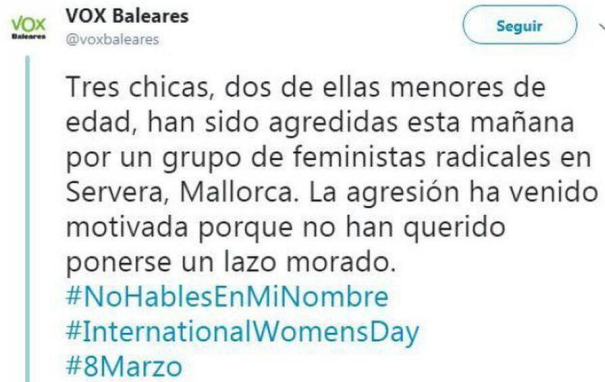 VOX
Baleares
VOX Baleares
@voxbaleares
Seguir
Tres chicas, dos de ellas menores de
edad, han sido agredidas esta mañana
por un grupo de feministas radicales en
Servera, Mallorca. La agresión ha venido
motivada porque no han querido
ponerse un lazo morado.
#NoHablesEnMiNombre
#InternationalWomensDay
#8Marzo